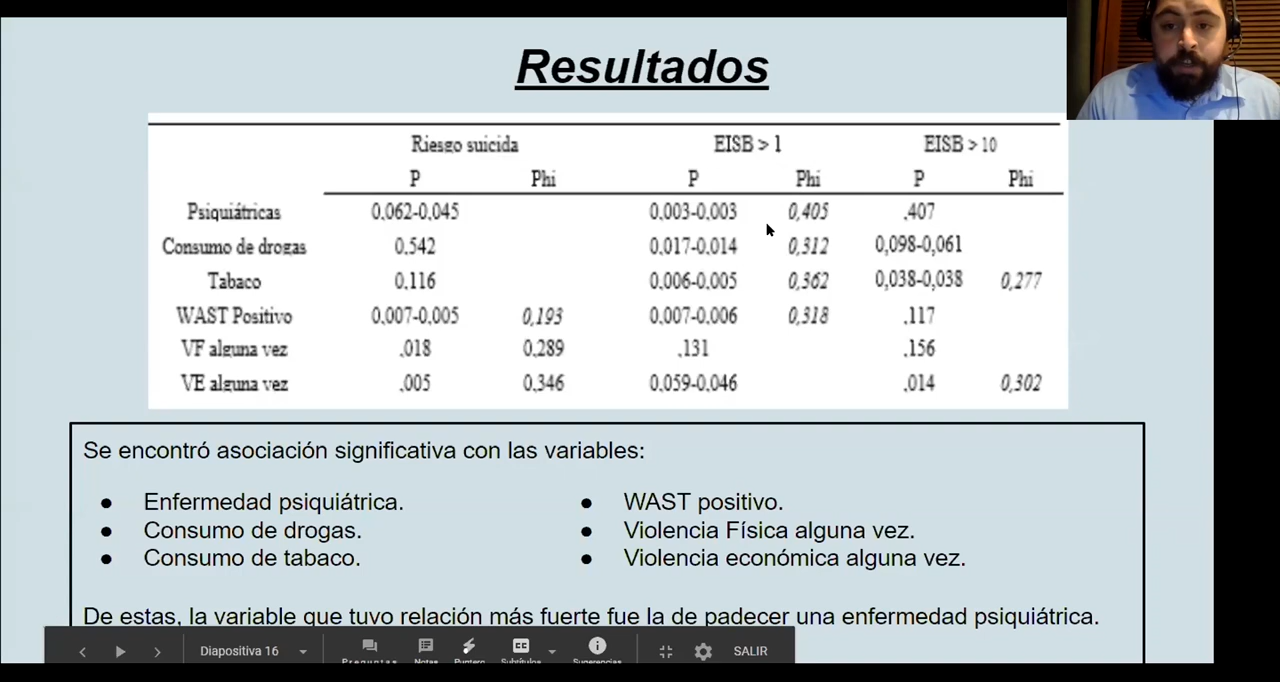 Resultados
Riesgo suicida EISB > 1 EISB > 10
P Phi P Phi P Phi
Psiquiátricas 0,062-0,045 0,003-0,003 0,405 ,407
Consumo de drogas 0,542 0,017-0,014 0,312 0,098-0,061
Tabaco 0,116 0,006-0,005 0,362 0,038-0,038 0,277
WAST Positivo 0,007-0,005 0,193 0,007-0,006 0,318 ,117
VF alguna vez ,018 0,289 ,131 ,156
VE alguna vez ,005 0,346 0,059-0,046 ,014 0,302
Se encontró asociación significativa con las variables:
● Enfermedad psiquiátrica. ● WAST positivo.
● Consumo de drogas. ● Violencia Física alguna vez.
● Consumo de tabaco. ● Violencia económica alguna vez.
De estas, la variable que tuvo relación más fuerte fue la de padecer una enfermedad psiquiátrica.
Diapositiva 16 Preguntas Notas Puntero CC Subtítulos Sugerencias SALIR